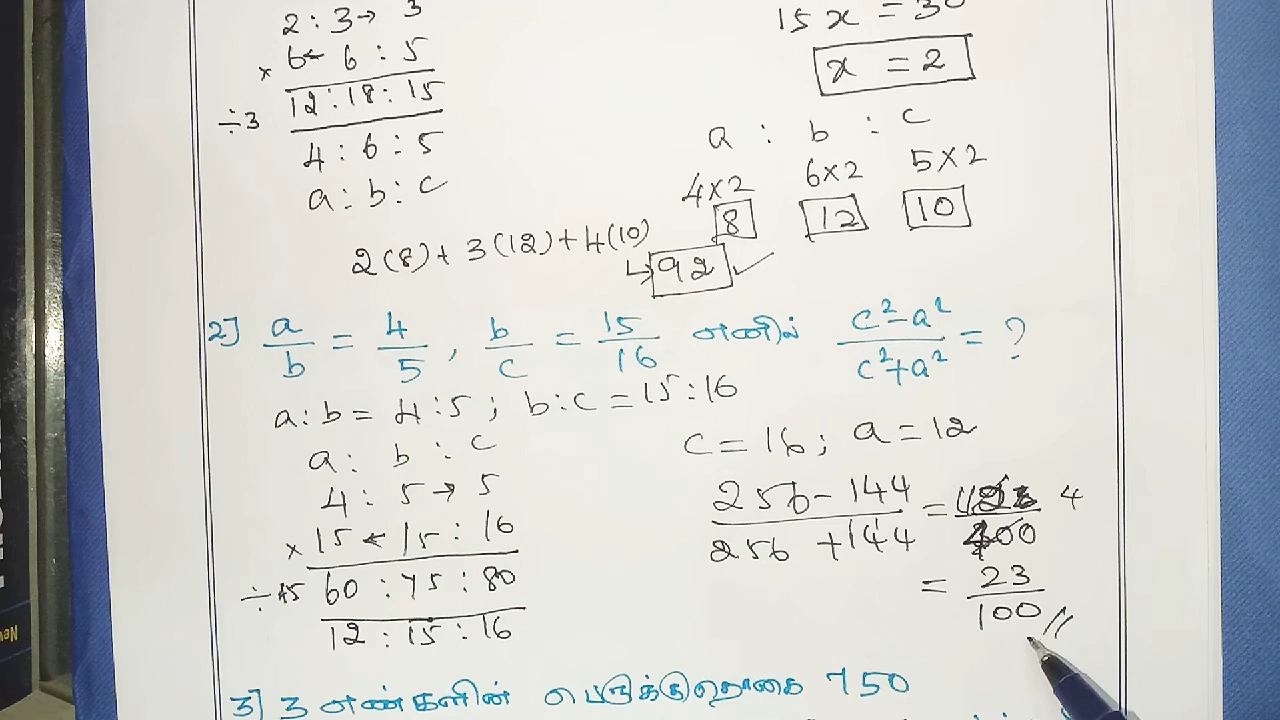 2 : 3 → 3
× 6 ← 6 : 5
÷3 12 : 18 : 15
4 : 6 : 5
a : b : c
15x = 30
x = 2
a : b : c
4×2 6×2 5×2
8 12 10
2(8) + 3(12) + 4(10)
↳ 92 ✓
2] a/b = 4/5, b/c = 15/16 எனில் c²-a²/c²+a² = ?
a:b = 4:5 ; b:c = 15:16
a : b : c
4 : 5 → 5
× 15 ← 15 : 16
÷ 5 60 : 75 : 80
12 : 15 : 16
c = 16 ; a = 12
256 - 144 / 256 + 144 = 400 4
= 23/100 //
3] 3 எண்களின் பெருக்குதொகை 750